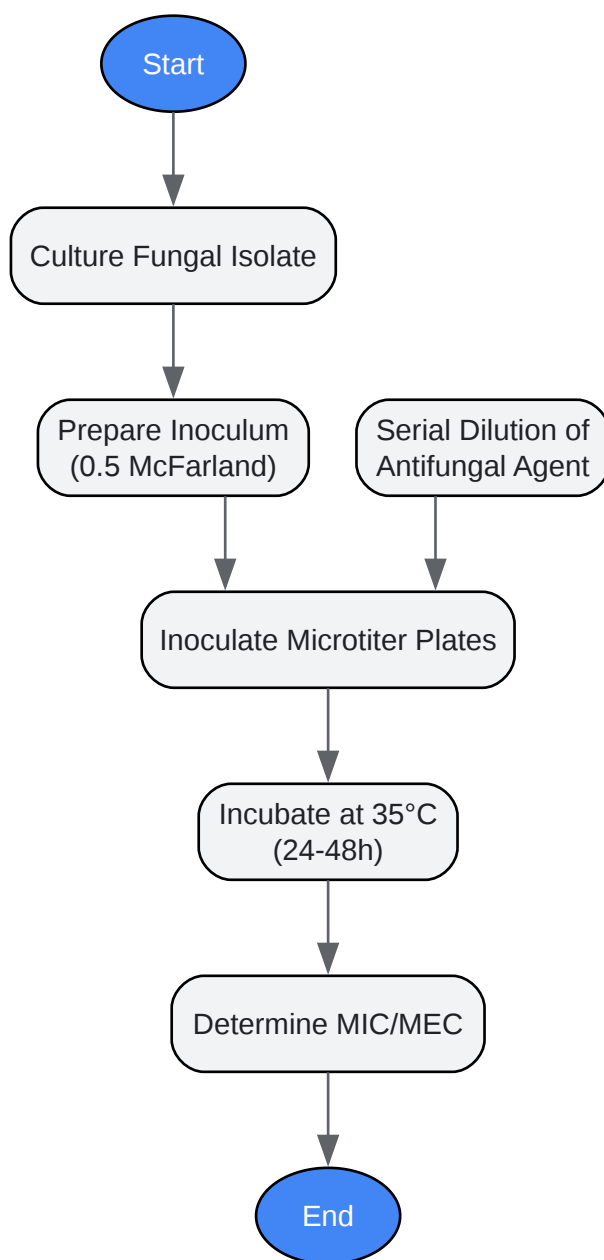 Start
Culture Fungal Isolate
Prepare Inoculum
(0.5 McFarland)
Serial Dilution of
Antifungal Agent
Inoculate Microtiter Plates
Incubate at 35°C
(24-48h)
Determine MIC/MEC
End